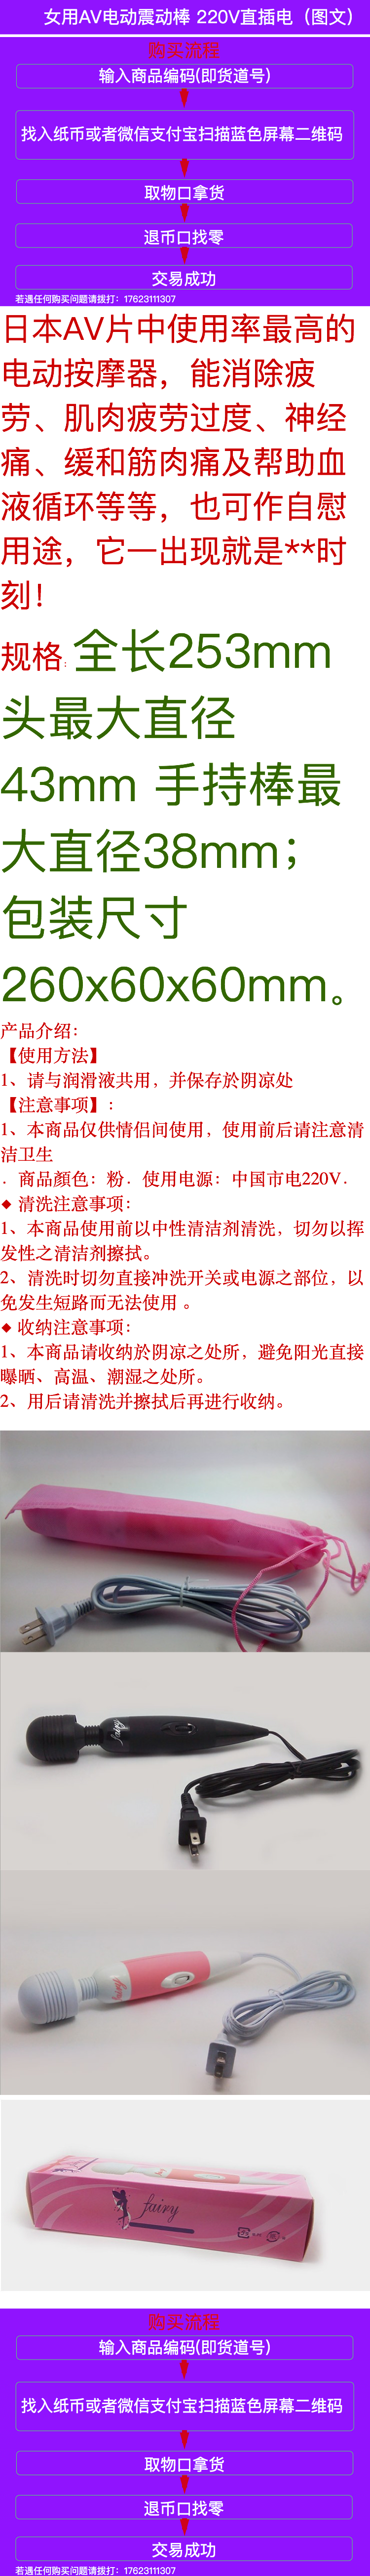 女用AV电动震动棒 220V直插电（图文）
购买流程
输入商品编码(即货道号)
找入纸币或者微信支付宝扫描蓝色屏幕二维码
取物口拿货
退币口找零
交易成功
若遇任何购买问题请拨打：17623111307
日本AV片中使用率最高的
电动按摩器，能消除疲
劳、肌肉疲劳过度、神经
痛、缓和筋肉痛及帮助血
液循环等等，也可作自慰
用途，它一出现就是**时
刻！
规格：全长253mm
头最大直径
43mm 手持棒最
大直径38mm；
包装尺寸
260x60x60mm。
产品介绍：
【使用方法】
1、请与润滑液共用，并保存於阴凉处
【注意事项】：
1、本商品仅供情侣间使用，使用前后请注意清
洁卫生
．商品顏色：粉．使用电源：中国市电220V．
◆ 清洗注意事项：
1、本商品使用前以中性清洁剂清洗，切勿以挥
发性之清洁剂擦拭。
2、清洗时切勿直接冲洗开关或电源之部位，以
免发生短路而无法使用 。
◆ 收纳注意事项：
1、本商品请收纳於阴凉之处所，避免阳光直接
曝晒、高温、潮湿之处所。
2、用后请清洗并擦拭后再进行收纳。
fairy
购买流程
输入商品编码(即货道号)
找入纸币或者微信支付宝扫描蓝色屏幕二维码
取物口拿货
退币口找零
交易成功
若遇任何购买问题请拨打：17623111307